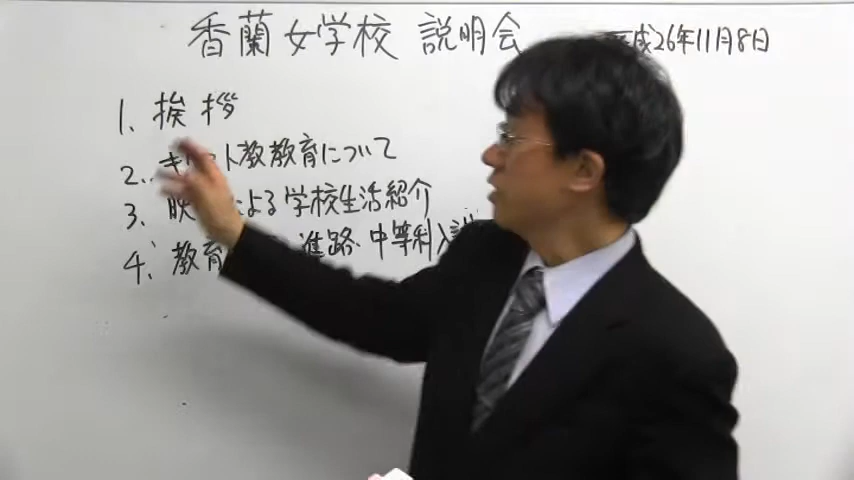 香蘭女学校 説明会 平成26年11月8日
1. 挨拶
2. キリスト教教育について
3. 映 よる学校生活紹介
4. 教育 進路・中等科入試